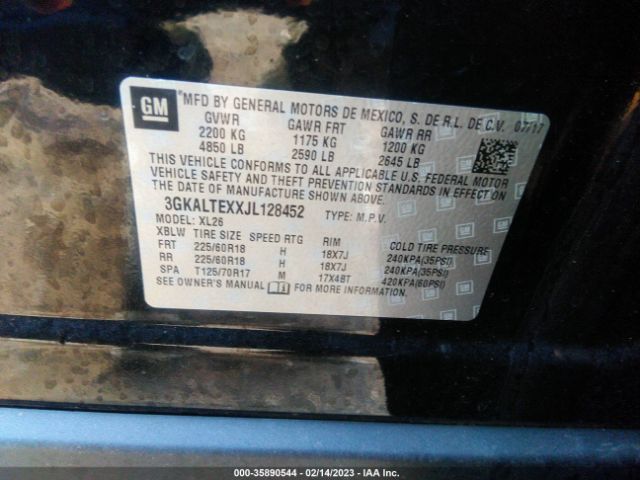 GM
*MFD BY GENERAL MOTORS DE MEXICO, S. DE R.L. DE C.V. 07/17
GVWR GAWR FRT GAWR RR
2200 KG 1175 KG 1200 KG
4850 LB 2590 LB 2645 LB
THIS VEHICLE CONFORMS TO ALL APPLICABLE U.S. FEDERAL MOTOR
VEHICLE SAFETY AND THEFT PREVENTION STANDARDS IN EFFECT ON
THE DATE OF MANUFACTURE SHOWN ABOVE.
3GKALTEXXJL128452 TYPE: M.P.V.
MODEL: XL26
XBLW TIRE SIZE SPEED RTG RIM COLD TIRE PRESSURE
FRT 225/60R18 H 18X7J 240KPA(35PSI)
RR 225/60R18 H 18X7J 240KPA(35PSI)
SPA T125/70R17 M 17X4BT 420KPA(60PSI)
SEE OWNER'S MANUAL FOR MORE INFORMATION.
000-35890544 - 02/14/2023 - IAA Inc.